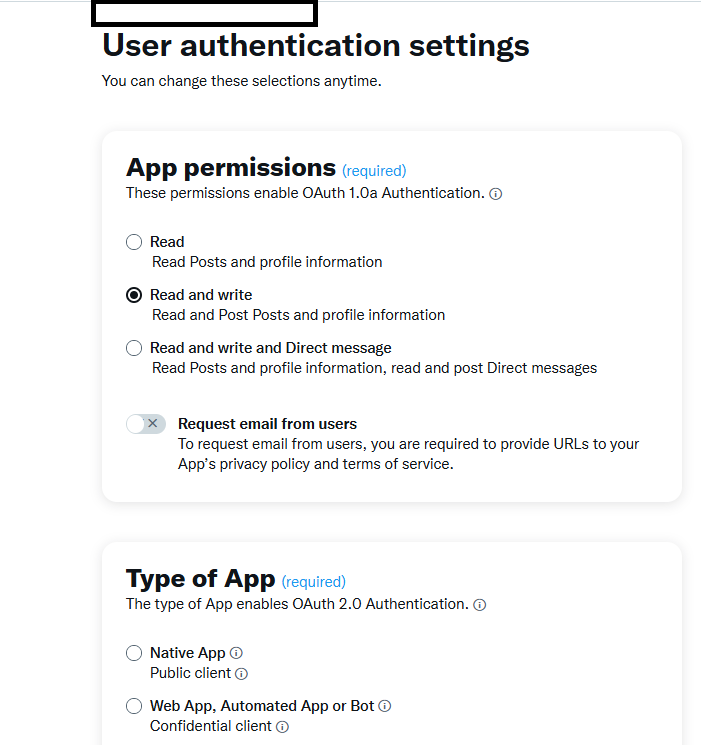 User authentication settings
You can change these selections anytime.
App permissions (required)
These permissions enable OAuth 1.0a Authentication.
Read
Read Posts and profile information
Read and write
Read and Post Posts and profile information
Read and write and Direct message
Read Posts and profile information, read and post Direct messages
Request email from users
To request email from users, you are required to provide URLs to your
App's privacy policy and terms of service.
Type of App (required)
The type of App enables OAuth 2.0 Authentication.
Native App
Public client
Web App, Automated App or Bot
Confidential client